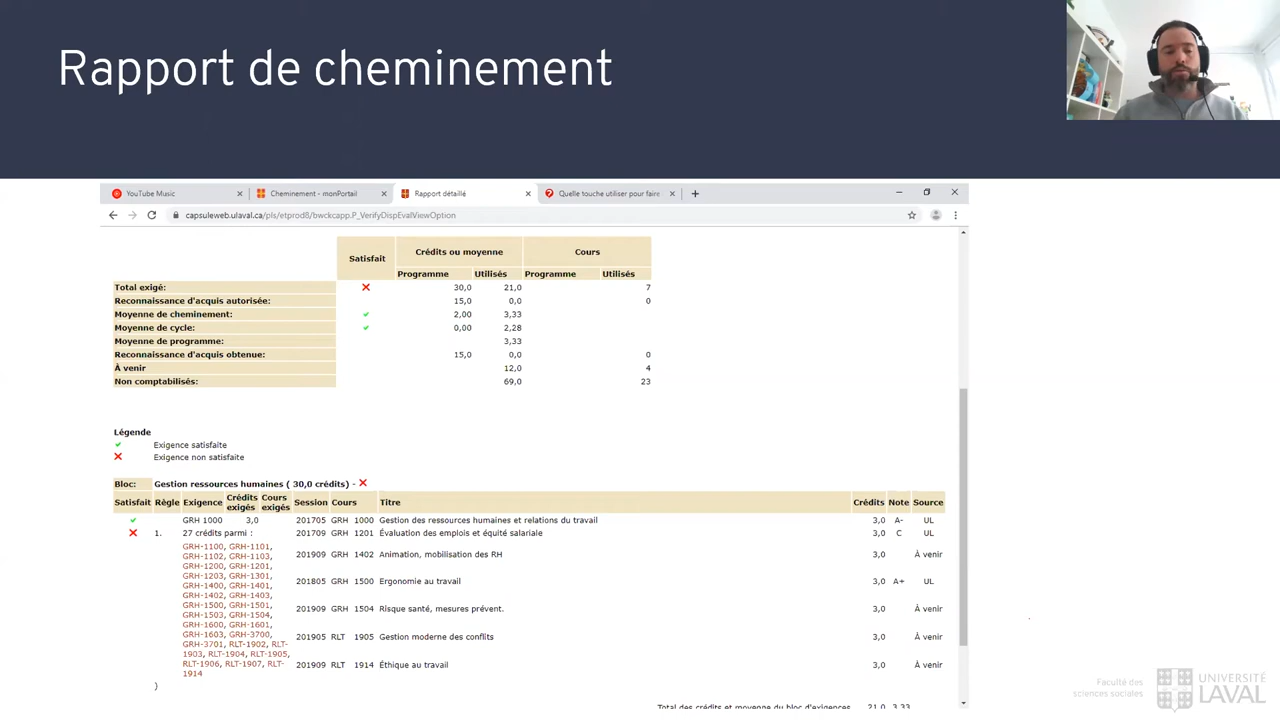 Rapport de cheminement
YouTube Music
Cheminement - monPortail
Rapport détaillé
Quelle touche utiliser pour faire
capsuleweb.ulaval.ca/pls/etprod8/bwckcapp.P_VerifyDispEvalViewOption
Satisfait Crédits ou moyenne Cours
Programme Utilisés Programme Utilisés
Total exigé: 30,0 21,0 7
Reconnaissance d'acquis autorisée: 15,0 0,0 0
Moyenne de cheminement: 2,00 3,33
Moyenne de cycle: 0,00 2,28
Moyenne de programme: 3,33
Reconnaissance d'acquis obtenue: 15,0 0,0 0
À venir 12,0 4
Non comptabilisés: 69,0 23
Légende
Exigence satisfaite
Exigence non satisfaite
Bloc: Gestion ressources humaines ( 30,0 crédits) -
Satisfait Règle Exigence Crédits exigés Cours exigés Session Cours Titre Crédits Note Source
GRH 1000 3,0 201705 GRH 1000 Gestion des ressources humaines et relations du travail 3,0 A- UL
1. 27 crédits parmi : 201709 GRH 1201 Évaluation des emplois et équité salariale 3,0 C UL
GRH-1100, GRH-1101,
GRH-1102, GRH-1103, 201909 GRH 1402 Animation, mobilisation des RH 3,0 À venir
GRH-1200, GRH-1201,
GRH-1203, GRH-1301, 201805 GRH 1500 Ergonomie au travail 3,0 A+ UL
GRH-1400, GRH-1401,
GRH-1402, GRH-1403,
GRH-1500, GRH-1501, 201909 GRH 1504 Risque santé, mesures prévent. 3,0 À venir
GRH-1503, GRH-1504,
GRH-1600, GRH-1601,
GRH-1603, GRH-3700, 201905 RLT 1905 Gestion moderne des conflits 3,0 À venir
GRH-3701, RLT-1902, RLT-
1903, RLT-1904, RLT-1905,
RLT-1906, RLT-1907, RLT- 201909 RLT 1914 Éthique au travail 3,0 À venir
1914
)
Total des crédits et moyenne du bloc d'exigences 21,0 3,33
Faculté des
sciences sociales
UNIVERSITÉ
LAVAL